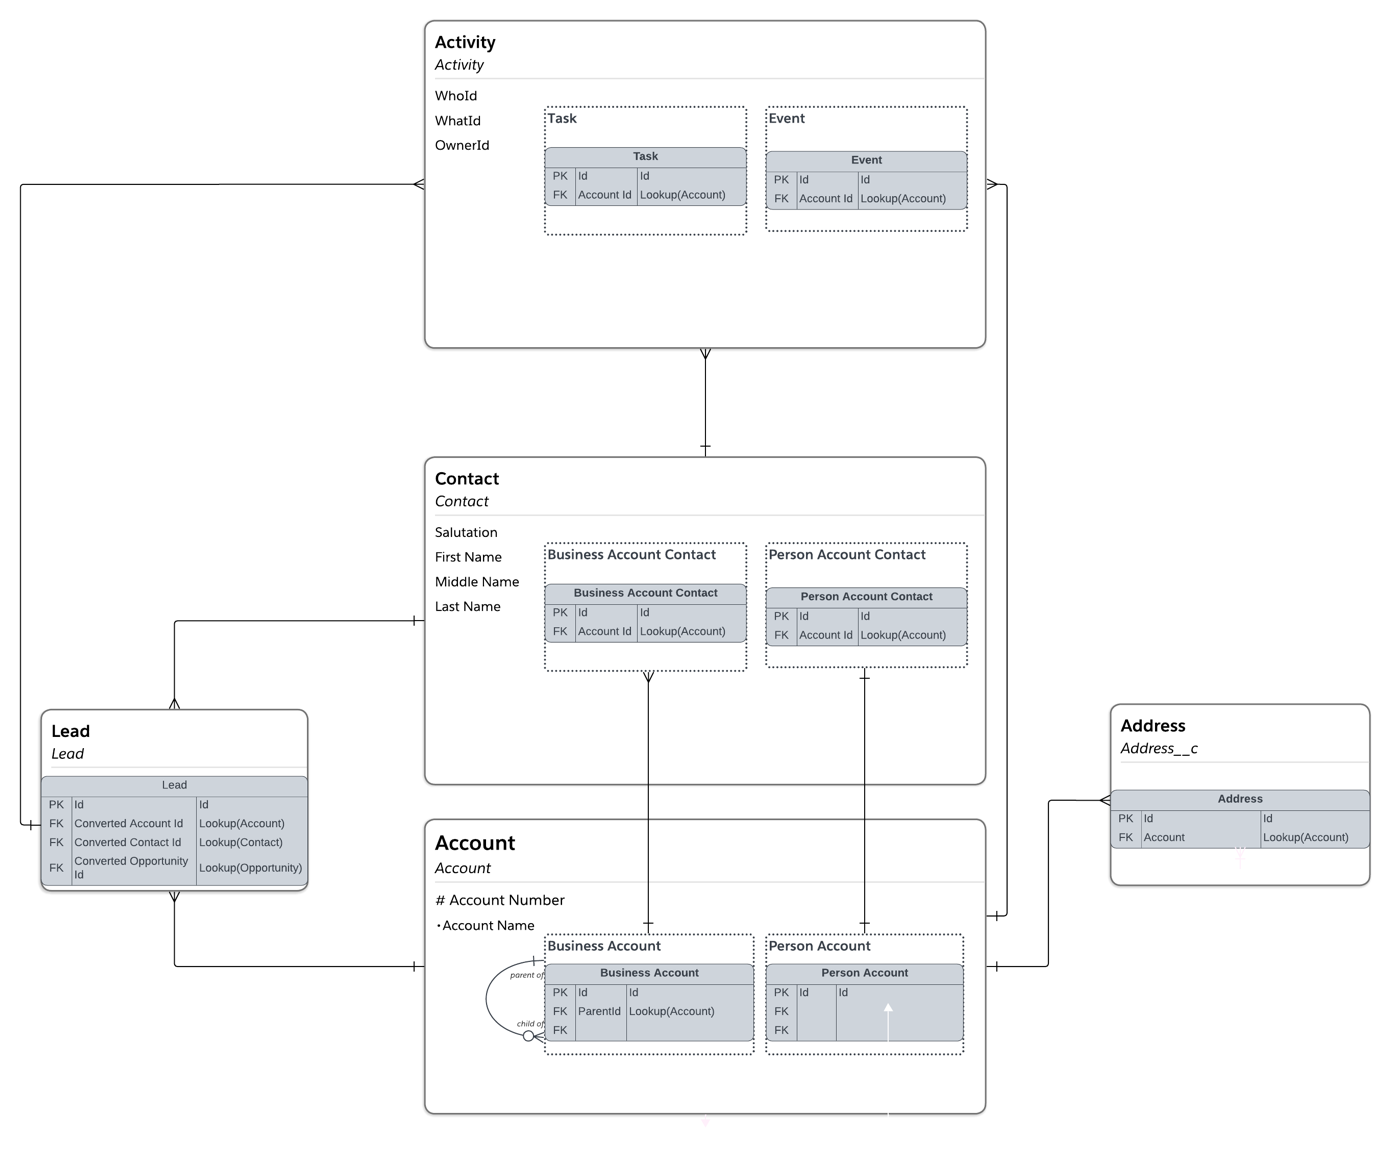 Activity
Activity
WhoId
WhatId
OwnerId
Task
Task
PK Id Id
FK Account Id Lookup(Account)
Event
Event
PK Id Id
FK Account Id Lookup(Account)
Contact
Contact
Salutation
First Name
Middle Name
Last Name
Business Account Contact
Business Account Contact
PK Id Id
FK Account Id Lookup(Account)
Person Account Contact
Person Account Contact
PK Id Id
FK Account Id Lookup(Account)
Lead
Lead
Lead
PK Id Id
FK Converted Account Id Lookup(Account)
FK Converted Contact Id Lookup(Contact)
FK Converted Opportunity Id Lookup(Opportunity)
Address
Address__c
Address
PK Id Id
FK Account Lookup(Account)
Account
Account
# Account Number
·Account Name
parent of
child of
Business Account
Business Account
PK Id Id
FK ParentId Lookup(Account)
FK
Person Account
Person Account
PK Id Id
FK
FK